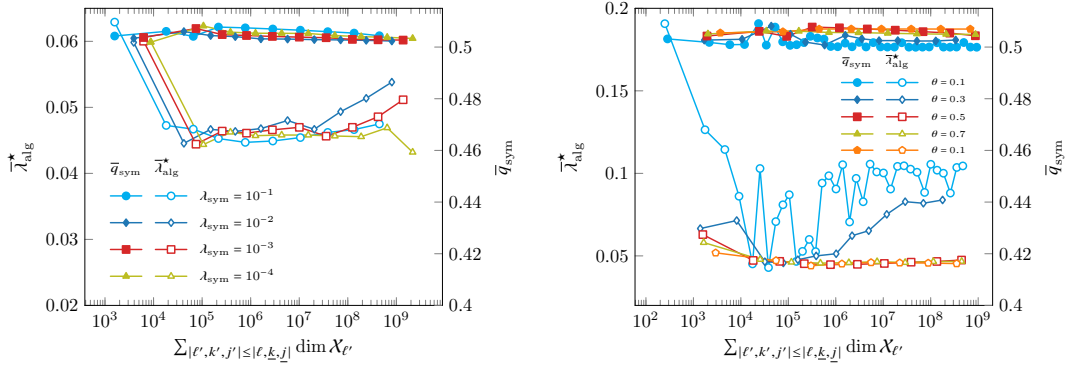 0.06
0.05
0.04
0.03
0.02
0.5
0.48
0.46
0.44
0.42
0.4
10³ 10⁴ 10⁵ 10⁶ 10⁷ 10⁸ 10⁹
λ̅★alg
q̅sym
q̅sym λ̅★alg
λsym = 10⁻¹
λsym = 10⁻²
λsym = 10⁻³
λsym = 10⁻⁴
∑|ℓ′,k′,j′|≤|ℓ,k̲,j̲| dim 𝒳ℓ′
0.2
0.15
0.1
0.05
0.5
0.48
0.46
0.44
0.42
0.4
10² 10³ 10⁴ 10⁵ 10⁶ 10⁷ 10⁸ 10⁹
λ̅★alg
q̅sym
q̅sym λ̅★alg
θ = 0.1
θ = 0.3
θ = 0.5
θ = 0.7
θ = 0.1
∑|ℓ′,k′,j′|≤|ℓ,k̲,j̲| dim 𝒳ℓ′